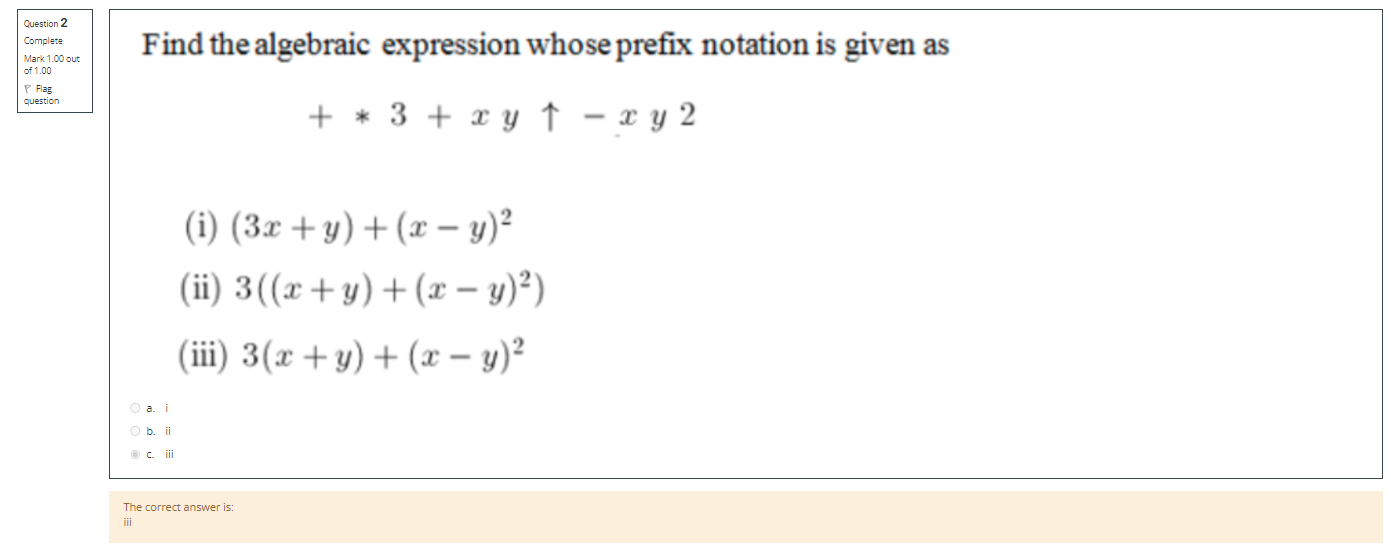 Question 2
Complete
Mark 1.00 out
of 1.00
Flag
question
Find the algebraic expression whose prefix notation is given as
+ * 3 + x y ↑ − x y 2
(i) (3x + y) + (x − y)²
(ii) 3((x + y) + (x − y)²)
(iii) 3(x + y) + (x − y)²
a. i
b. ii
c. iii
The correct answer is:
iii